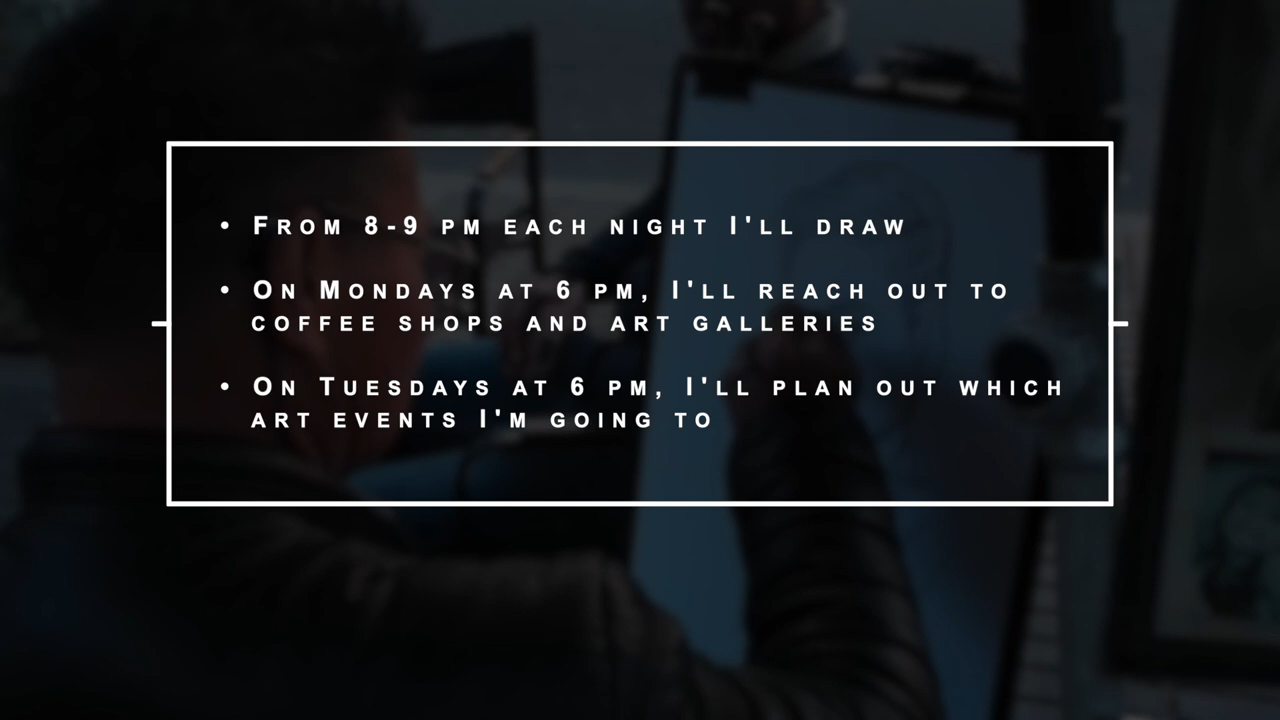 • From 8-9 pm each night I'll draw
• On Mondays at 6 pm, I'll reach out to
coffee shops and art galleries
• On Tuesdays at 6 pm, I'll plan out which
art events I'm going to